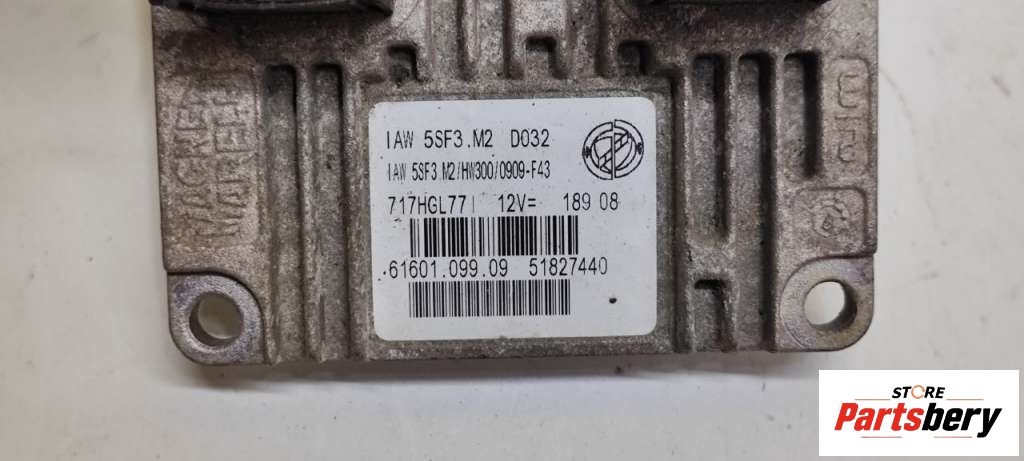 MAGNETI
MARELLI
IAW 5SF3.M2 D032
IAW 5SF3.M2/HW300/0909-F43
717HGL77I 12V= 189 08
61601.099.09 51827440
STORE
Partsbery